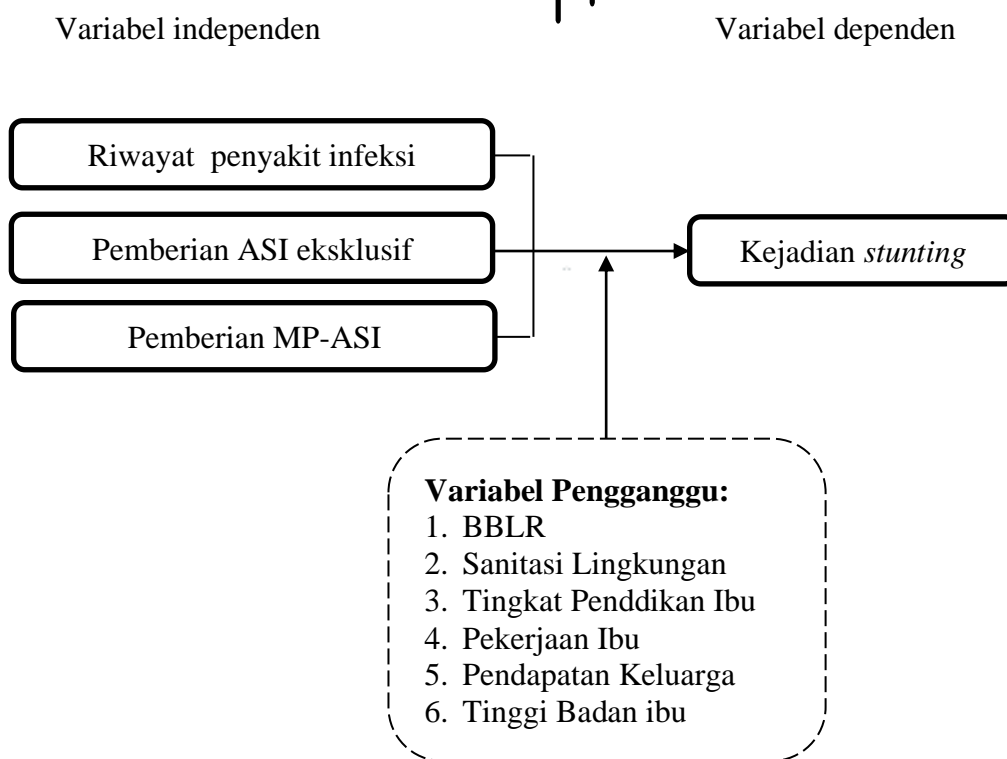 Variabel independen
Variabel dependen
Riwayat penyakit infeksi
Pemberian ASI eksklusif
Kejadian stunting
Pemberian MP-ASI
Variabel Pengganggu:
1. BBLR
2. Sanitasi Lingkungan
3. Tingkat Penddikan Ibu
4. Pekerjaan Ibu
5. Pendapatan Keluarga
6. Tinggi Badan ibu